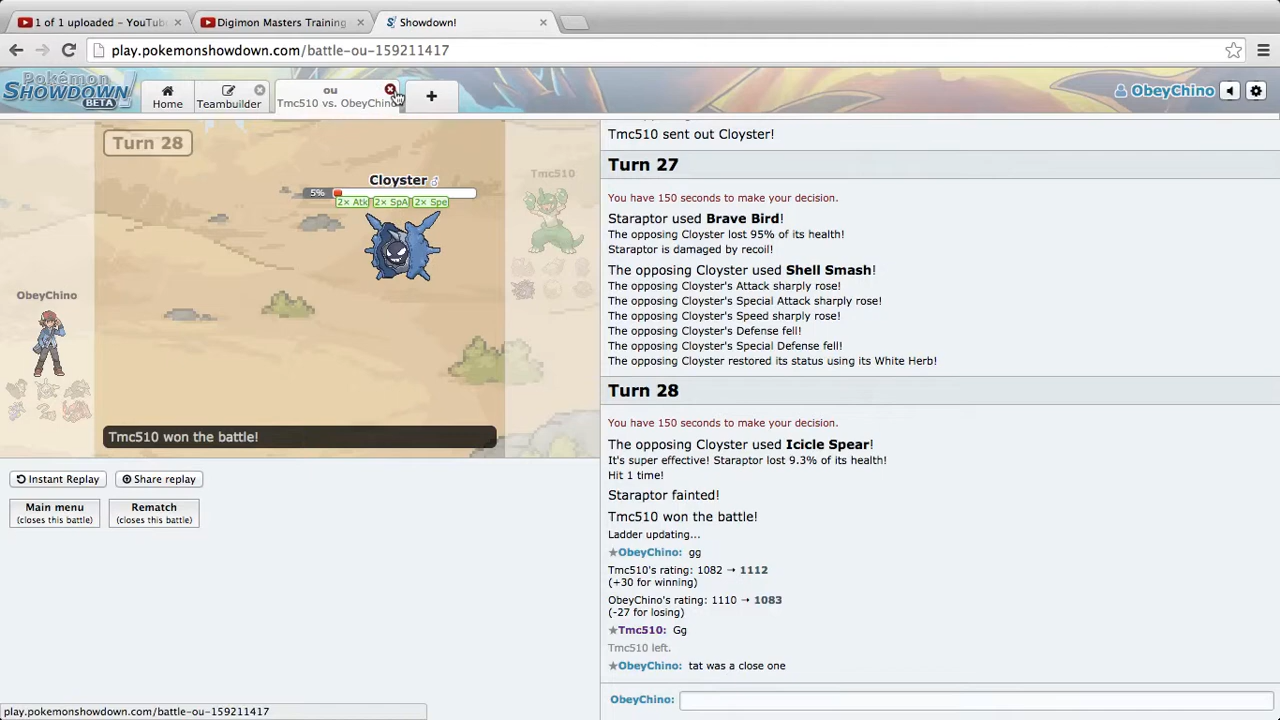 1 of 1 uploaded - YouTub
Digimon Masters Training
Showdown!
play.pokemonshowdown.com/battle-ou-159211417
Pokémon
Showdown
BETA
Home
Teambuilder
ou
Tmc510 vs. ObeyChino
ObeyChino
Turn 28
Cloyster
5%
2× Atk 2× SpA 2× Spe
Tmc510
ObeyChino
Tmc510 won the battle!
Instant Replay
Share replay
Main menu
(closes this battle)
Rematch
(closes this battle)
Tmc510 sent out Cloyster!
Turn 27
You have 150 seconds to make your decision.
Staraptor used Brave Bird!
The opposing Cloyster lost 95% of its health!
Staraptor is damaged by recoil!
The opposing Cloyster used Shell Smash!
The opposing Cloyster's Attack sharply rose!
The opposing Cloyster's Special Attack sharply rose!
The opposing Cloyster's Speed sharply rose!
The opposing Cloyster's Defense fell!
The opposing Cloyster's Special Defense fell!
The opposing Cloyster restored its status using its White Herb!
Turn 28
You have 150 seconds to make your decision.
The opposing Cloyster used Icicle Spear!
It's super effective! Staraptor lost 9.3% of its health!
Hit 1 time!
Staraptor fainted!
Tmc510 won the battle!
Ladder updating...
★ObeyChino: gg
Tmc510's rating: 1082 → 1112
(+30 for winning)
ObeyChino's rating: 1110 → 1083
(-27 for losing)
★Tmc510: Gg
Tmc510 left.
★ObeyChino: tat was a close one
ObeyChino:
play.pokemonshowdown.com/battle-ou-159211417